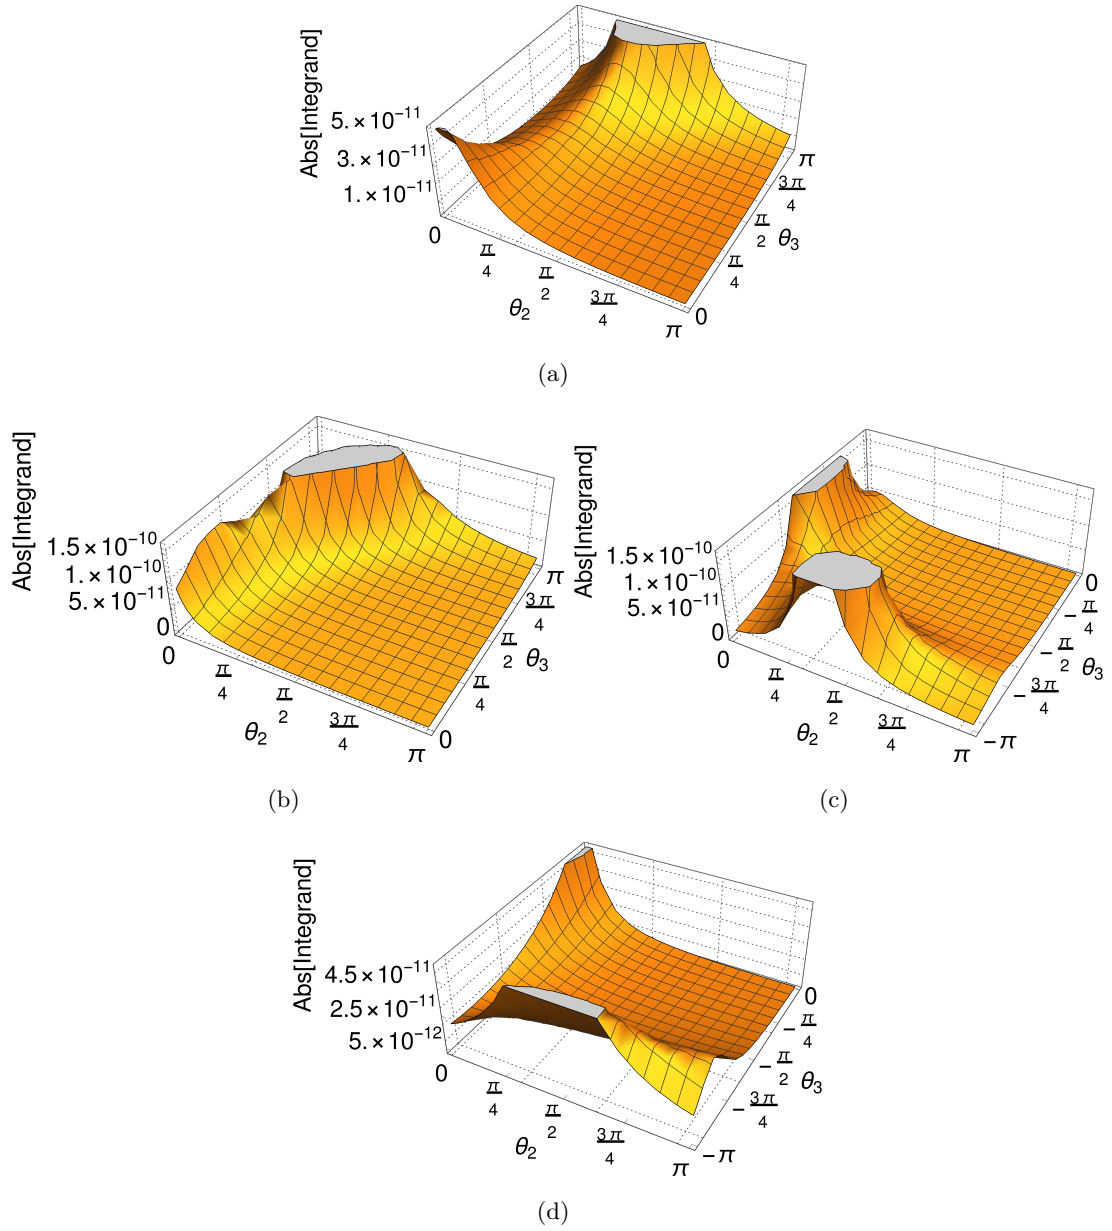 Abs[Integrand]
5.×10⁻¹¹
3.×10⁻¹¹
1.×10⁻¹¹
0
π/4
π/2
3π/4
π
θ₂
0
π/4
π/2
3π/4
π
θ₃
(a)
Abs[Integrand]
1.5×10⁻¹⁰
1.×10⁻¹⁰
5.×10⁻¹¹
0
0
π/4
π/2
3π/4
π
θ₂
0
π/4
π/2
3π/4
π
θ₃
(b)
Abs[Integrand]
1.5×10⁻¹⁰
1.×10⁻¹⁰
5.×10⁻¹¹
0
0
π/4
π/2
3π/4
π
θ₂
0
−π/4
−π/2
−3π/4
−π
θ₃
(c)
Abs[Integrand]
4.5×10⁻¹¹
2.5×10⁻¹¹
5.×10⁻¹²
0
π/4
π/2
3π/4
π
θ₂
0
−π/4
−π/2
−3π/4
−π
θ₃
(d)